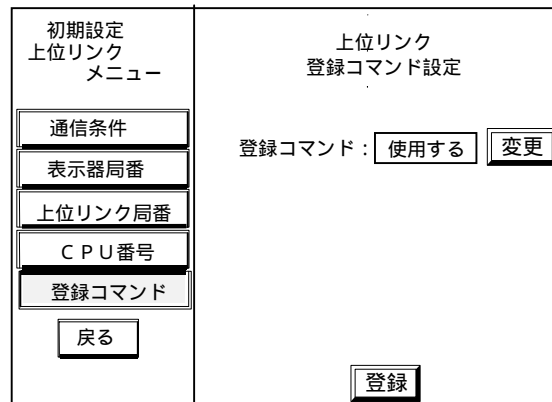 初期設定
上位リンク
メニュー
通信条件
表示器局番
上位リンク局番
ＣＰＵ番号
登録コマンド
戻る
上位リンク
登録コマンド設定
登録コマンド：使用する 変更
登録